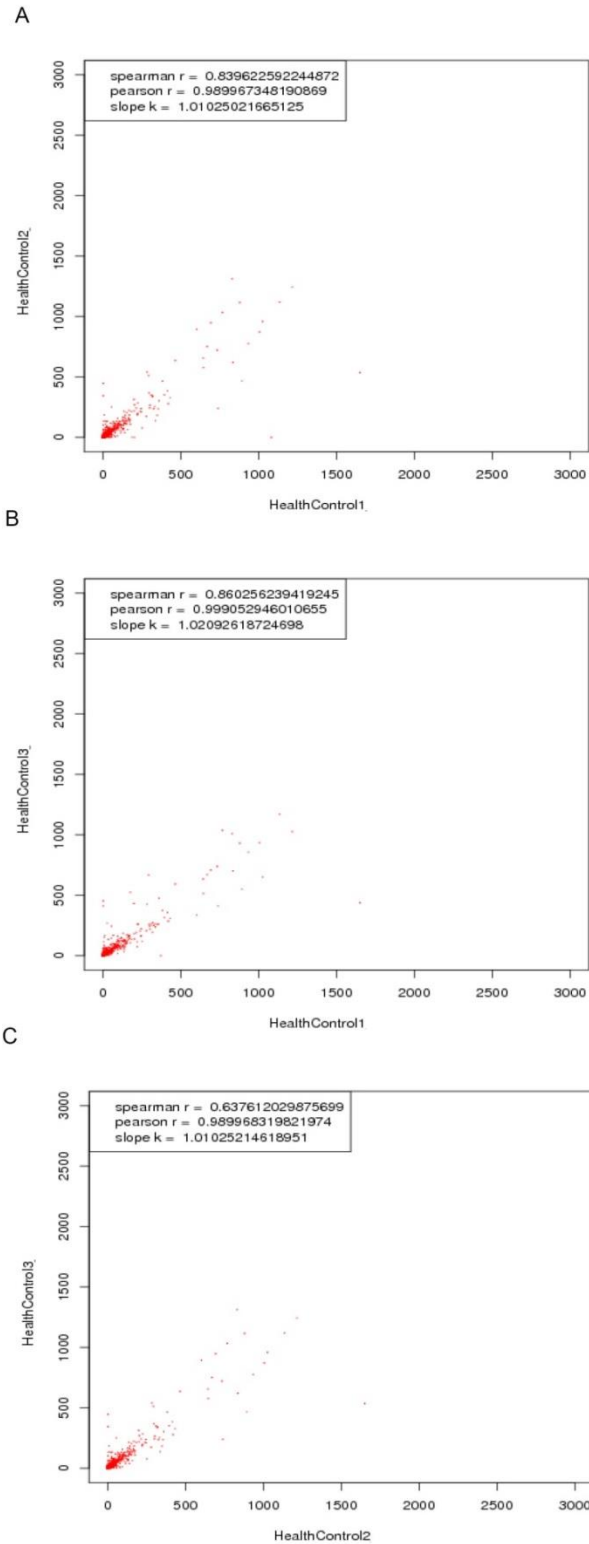 A
spearman r = 0.839622592244872
pearson r = 0.989967348190869
slope k = 1.01025021665125
3000
2500
2000
1500
1000
500
0
HealthControl2
0 500 1000 1500 2000 2500 3000
HealthControl1
B
spearman r = 0.860256239419245
pearson r = 0.999052946010655
slope k = 1.02092618724698
3000
2500
2000
1500
1000
500
0
HealthControl3
0 500 1000 1500 2000 2500 3000
HealthControl1
C
spearman r = 0.637612029875699
pearson r = 0.989968319821974
slope k = 1.01025214618951
3000
2500
2000
1500
1000
500
0
HealthControl3
0 500 1000 1500 2000 2500 3000
HealthControl2